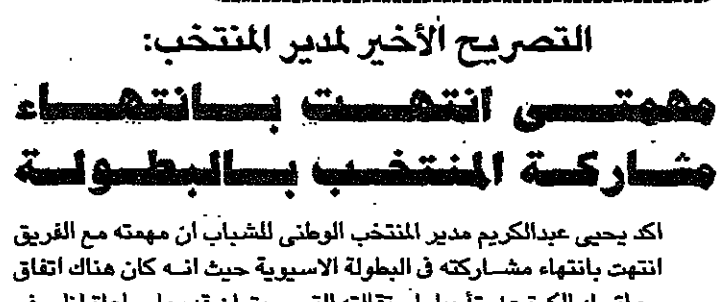 التصريح الأخير لمدير المنتخب:
مهمتى انتهت بانتهاء
مشاركة المنتخب بالبطولة
اكد يحيى عبدالكريم مدير المنتخب الوطنى للشباب ان مهمته مع الفريق
انتهت بانتهاء مشاركته فى البطولة الاسيوية حيث انه كان هناك اتفاق